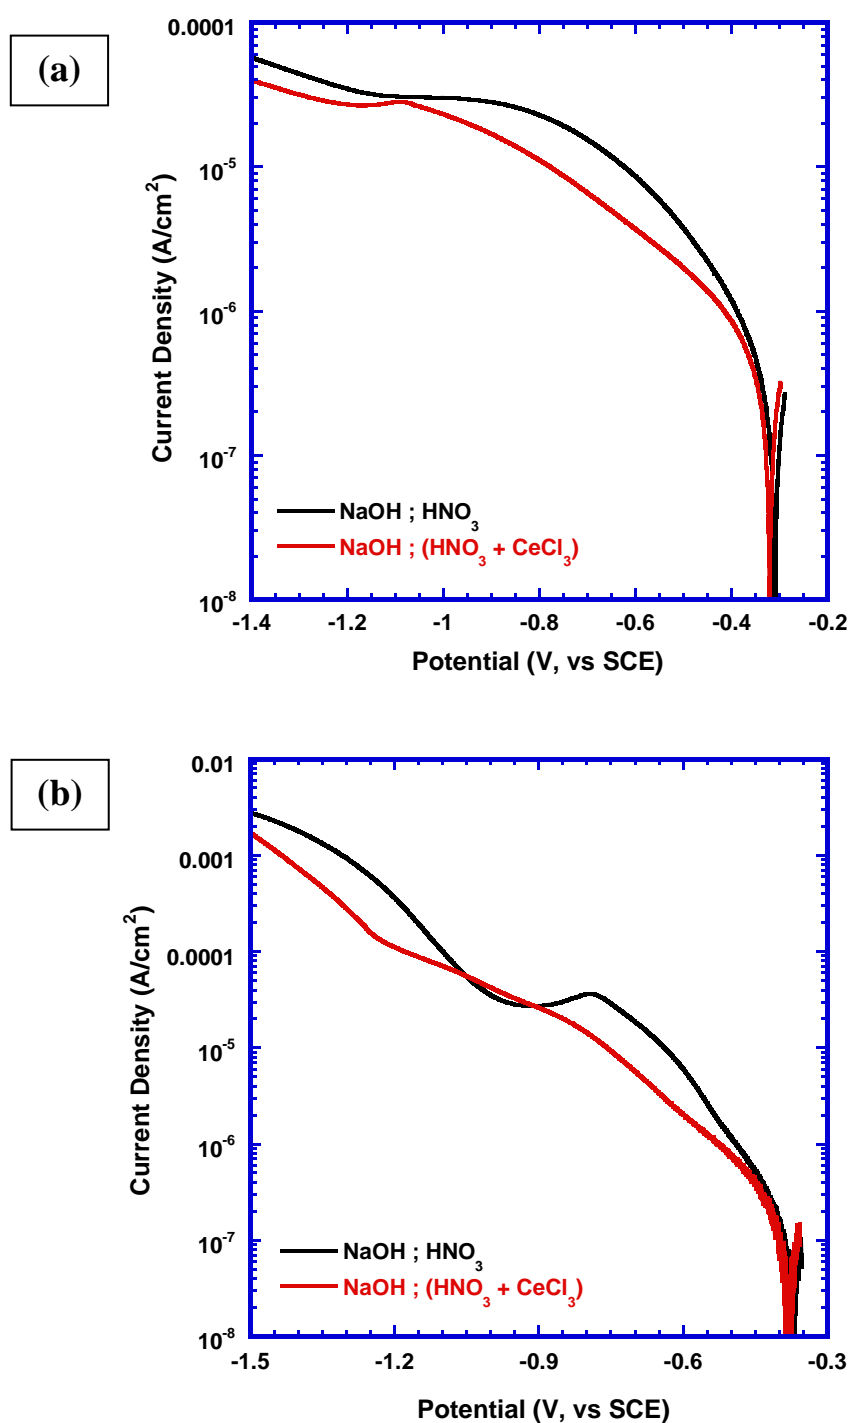 (a)
0.0001
10⁻⁵
10⁻⁶
10⁻⁷
10⁻⁸
Current Density (A/cm²)
NaOH ; HNO₃
NaOH ; (HNO₃ + CeCl₃)
-1.4 -1.2 -1 -0.8 -0.6 -0.4 -0.2
Potential (V, vs SCE)
(b)
0.01
0.001
0.0001
10⁻⁵
10⁻⁶
10⁻⁷
10⁻⁸
Current Density (A/cm²)
NaOH ; HNO₃
NaOH ; (HNO₃ + CeCl₃)
-1.5 -1.2 -0.9 -0.6 -0.3
Potential (V, vs SCE)